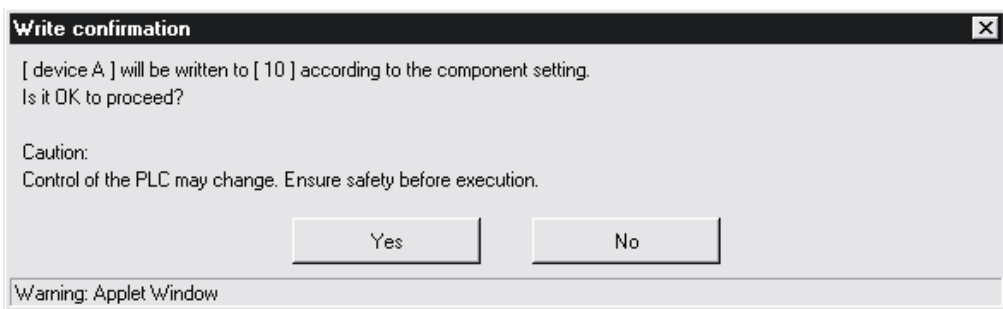 Write confirmation
[ device A ] will be written to [ 10 ] according to the component setting.
Is it OK to proceed?
Caution:
Control of the PLC may change. Ensure safety before execution.
Yes
No
Warning: Applet Window